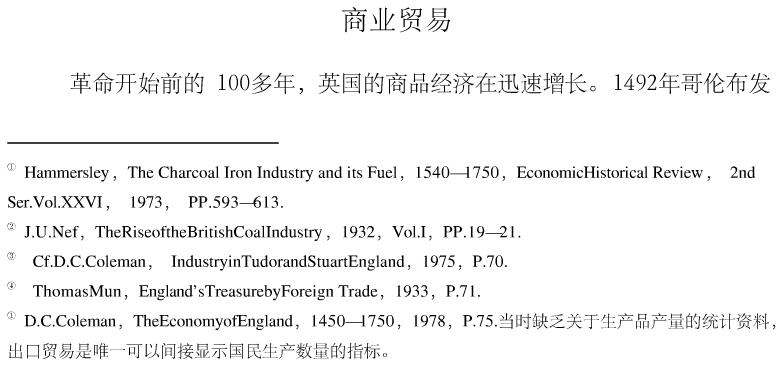 商业贸易
革命开始前的 100多年，英国的商品经济在迅速增长。1492年哥伦布发
① Hammersley，The Charcoal Iron Industry and its Fuel，1540—1750，EconomicHistorical Review， 2nd
Ser.Vol.XXVI， 1973， PP.593—613.
② J.U.Nef，TheRiseoftheBritishCoalIndustry，1932，Vol.I，PP.19—21.
③ Cf.D.C.Coleman， IndustryinTudorandStuartEngland，1975，P.70.
④ ThomasMun，England'sTreasurebyForeign Trade，1933，P.71.
① D.C.Coleman，TheEconomyofEngland，1450—1750，1978，P.75.当时缺乏关于生产品产量的统计资料，
出口贸易是唯一可以间接显示国民生产数量的指标。